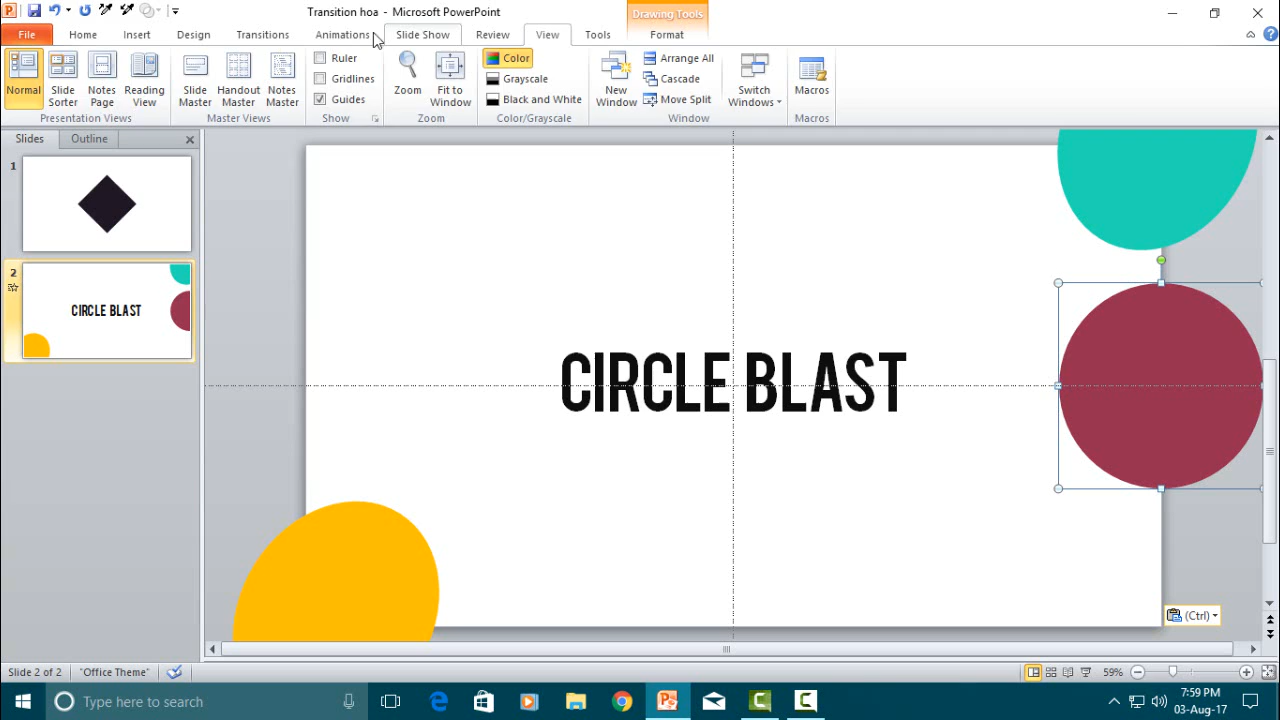 Transition hoa - Microsoft PowerPoint
Drawing Tools
File Home Insert Design Transitions Animations Slide Show Review View Tools Format
Normal
Slide Sorter
Notes Page
Reading View
Presentation Views
Slide Master
Handout Master
Notes Master
Master Views
Ruler
Gridlines
Guides
Show
Zoom
Fit to Window
Zoom
Color
Grayscale
Black and White
Color/Grayscale
New Window
Arrange All
Cascade
Move Split
Switch Windows
Window
Macros
Macros
Slides Outline
1
2
CIRCLE BLAST
CIRCLE BLAST
(Ctrl)
Slide 2 of 2 "Office Theme" 59%
Type here to search
7:59 PM
03-Aug-17